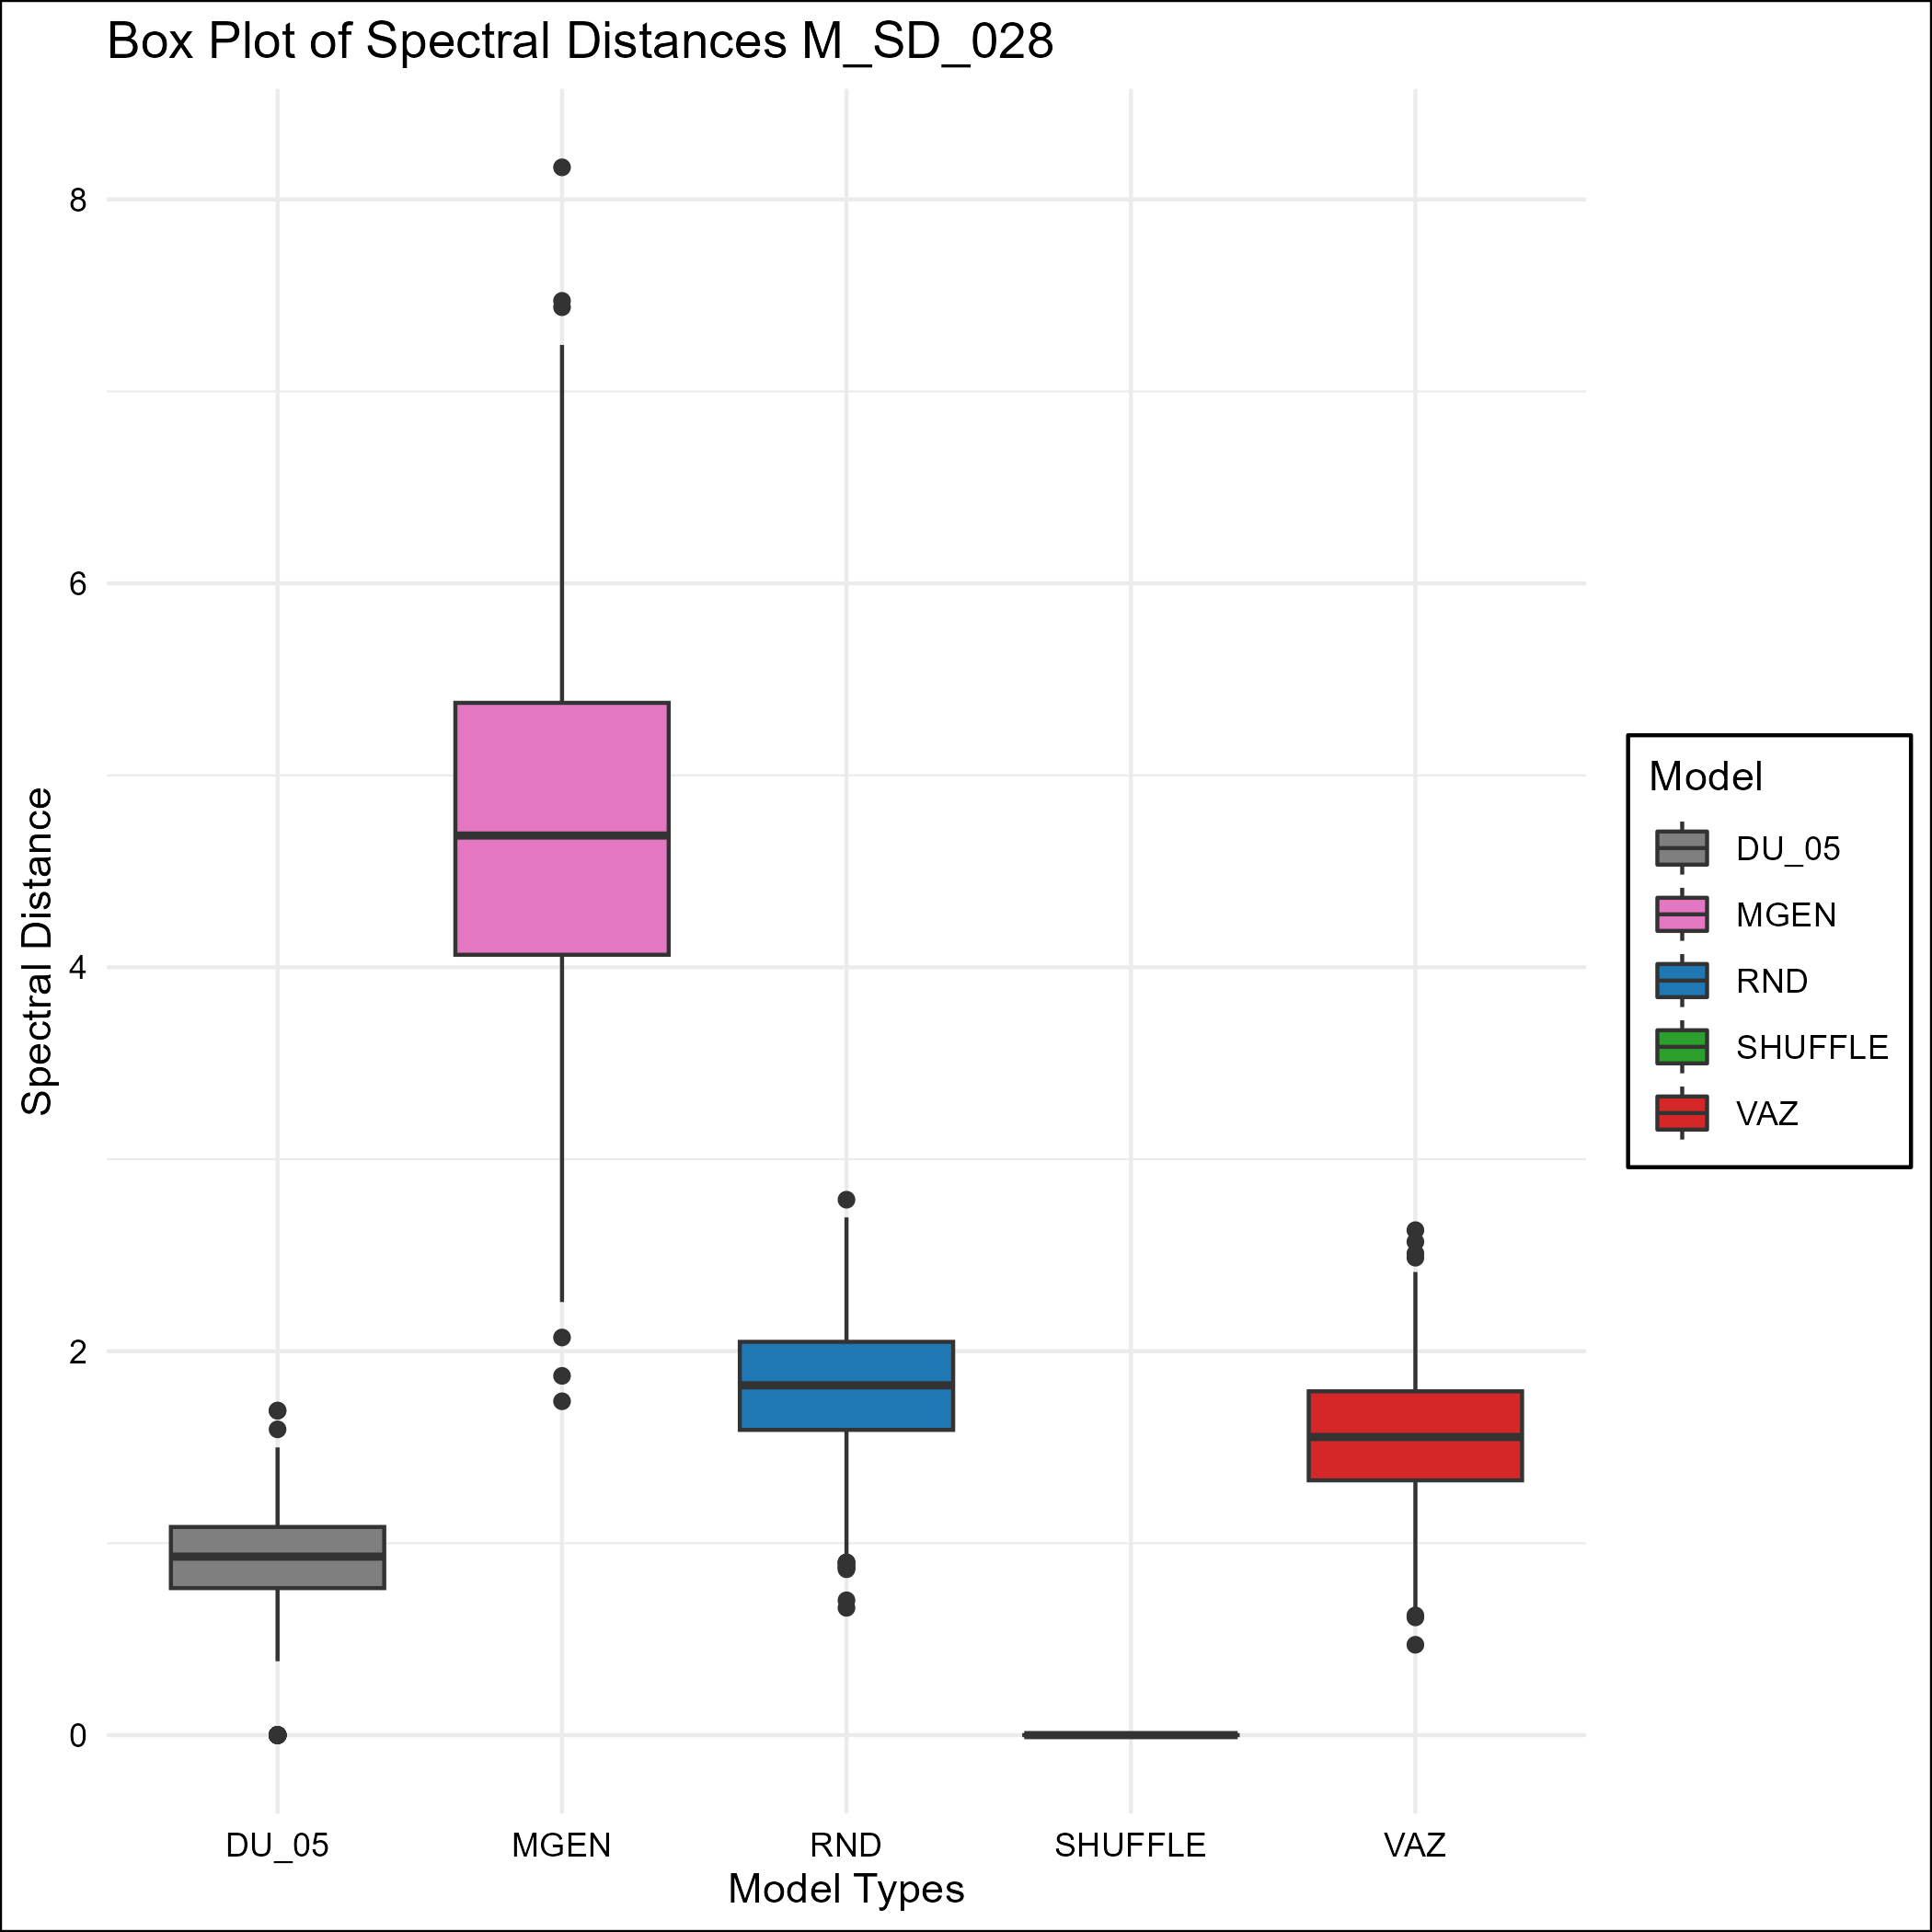 Box Plot of Spectral Distances M_SD_028
Spectral Distance
8
6
4
2
0
DU_05 MGEN RND SHUFFLE VAZ
Model Types
Model
DU_05
MGEN
RND
SHUFFLE
VAZ